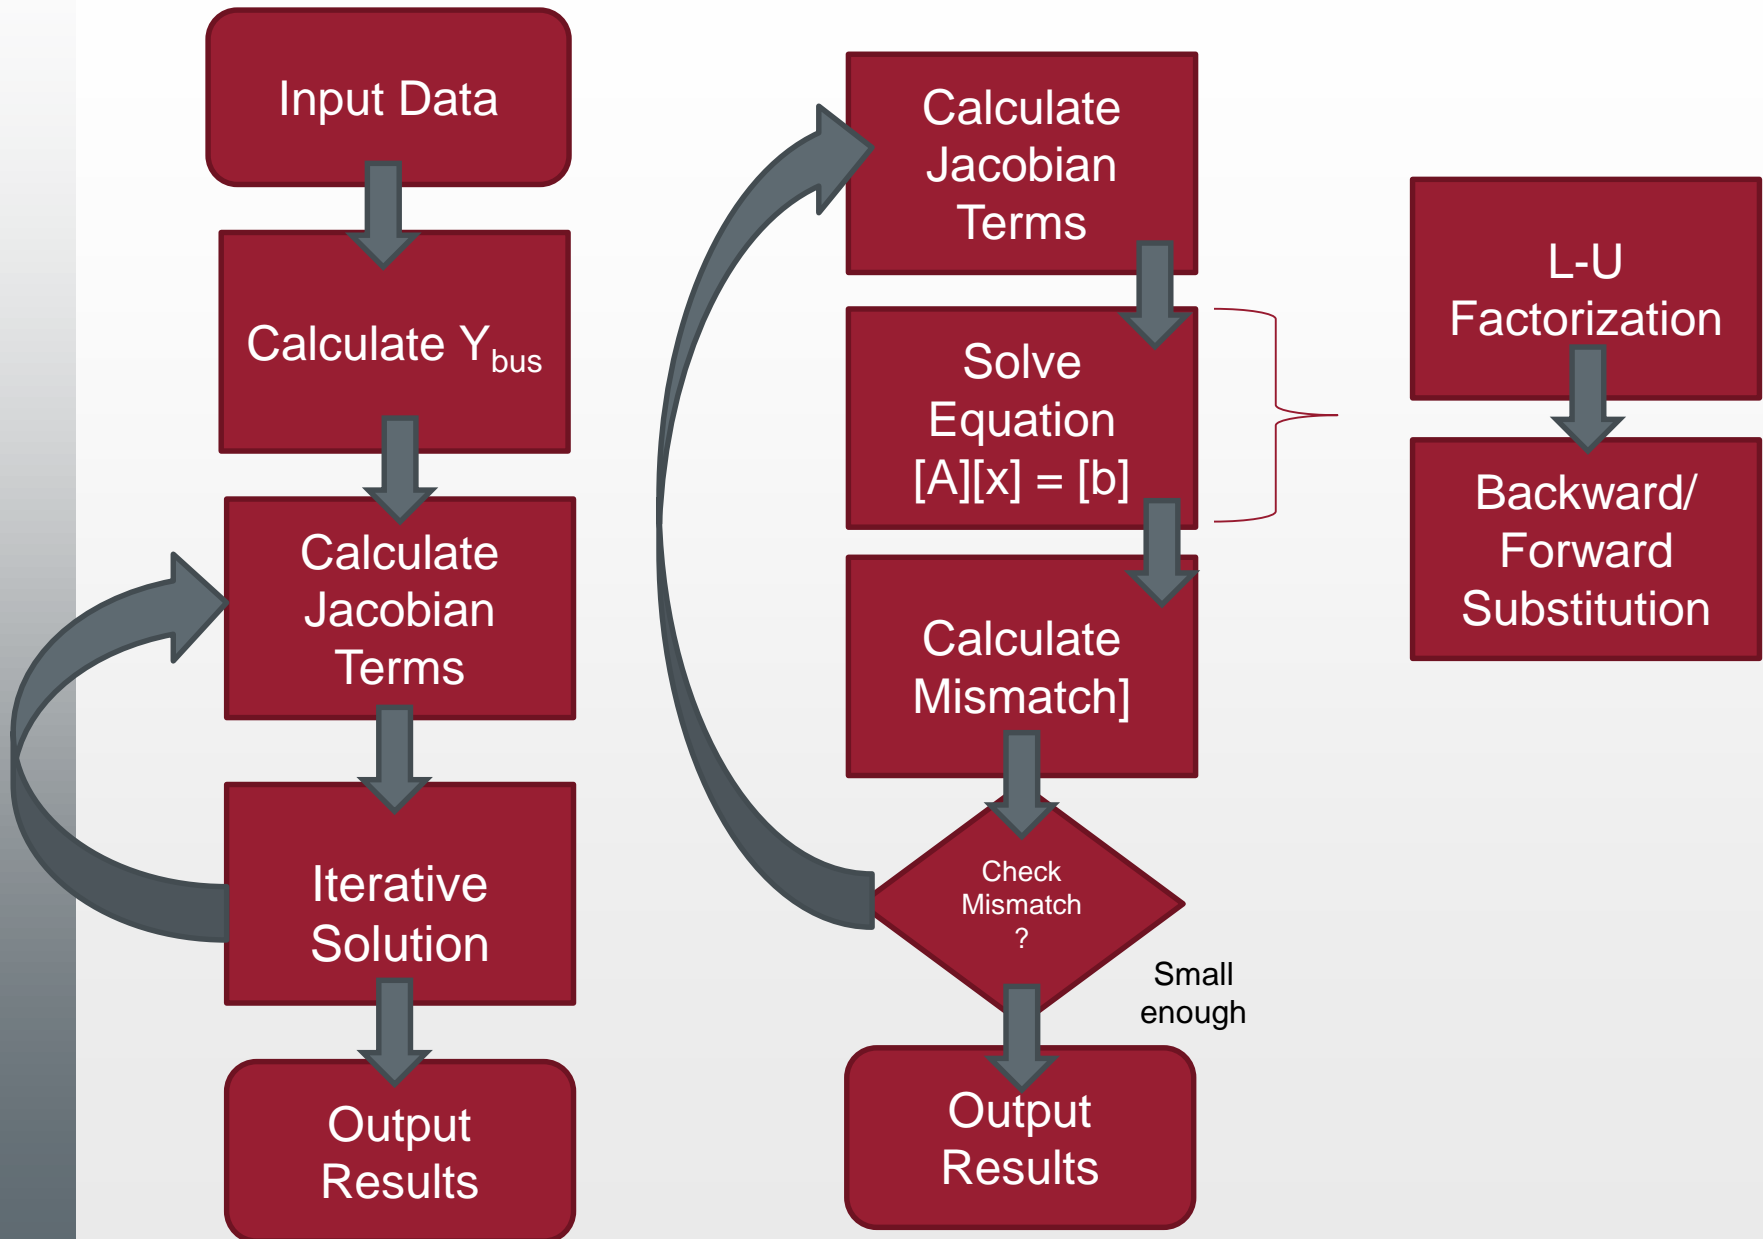 Input Data
Calculate Y_bus
Calculate
Jacobian
Terms
Iterative
Solution
Output
Results
Calculate
Jacobian
Terms
Solve
Equation
[A][x] = [b]
Calculate
Mismatch]
Check
Mismatch
?
Small
enough
Output
Results
L-U
Factorization
Backward/
Forward
Substitution